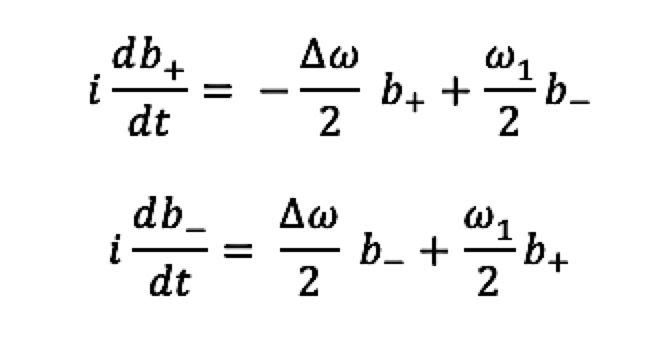 i db₊/dt = − Δω/2 b₊ + ω₁/2 b₋
i db₋/dt = Δω/2 b₋ + ω₁/2 b₊